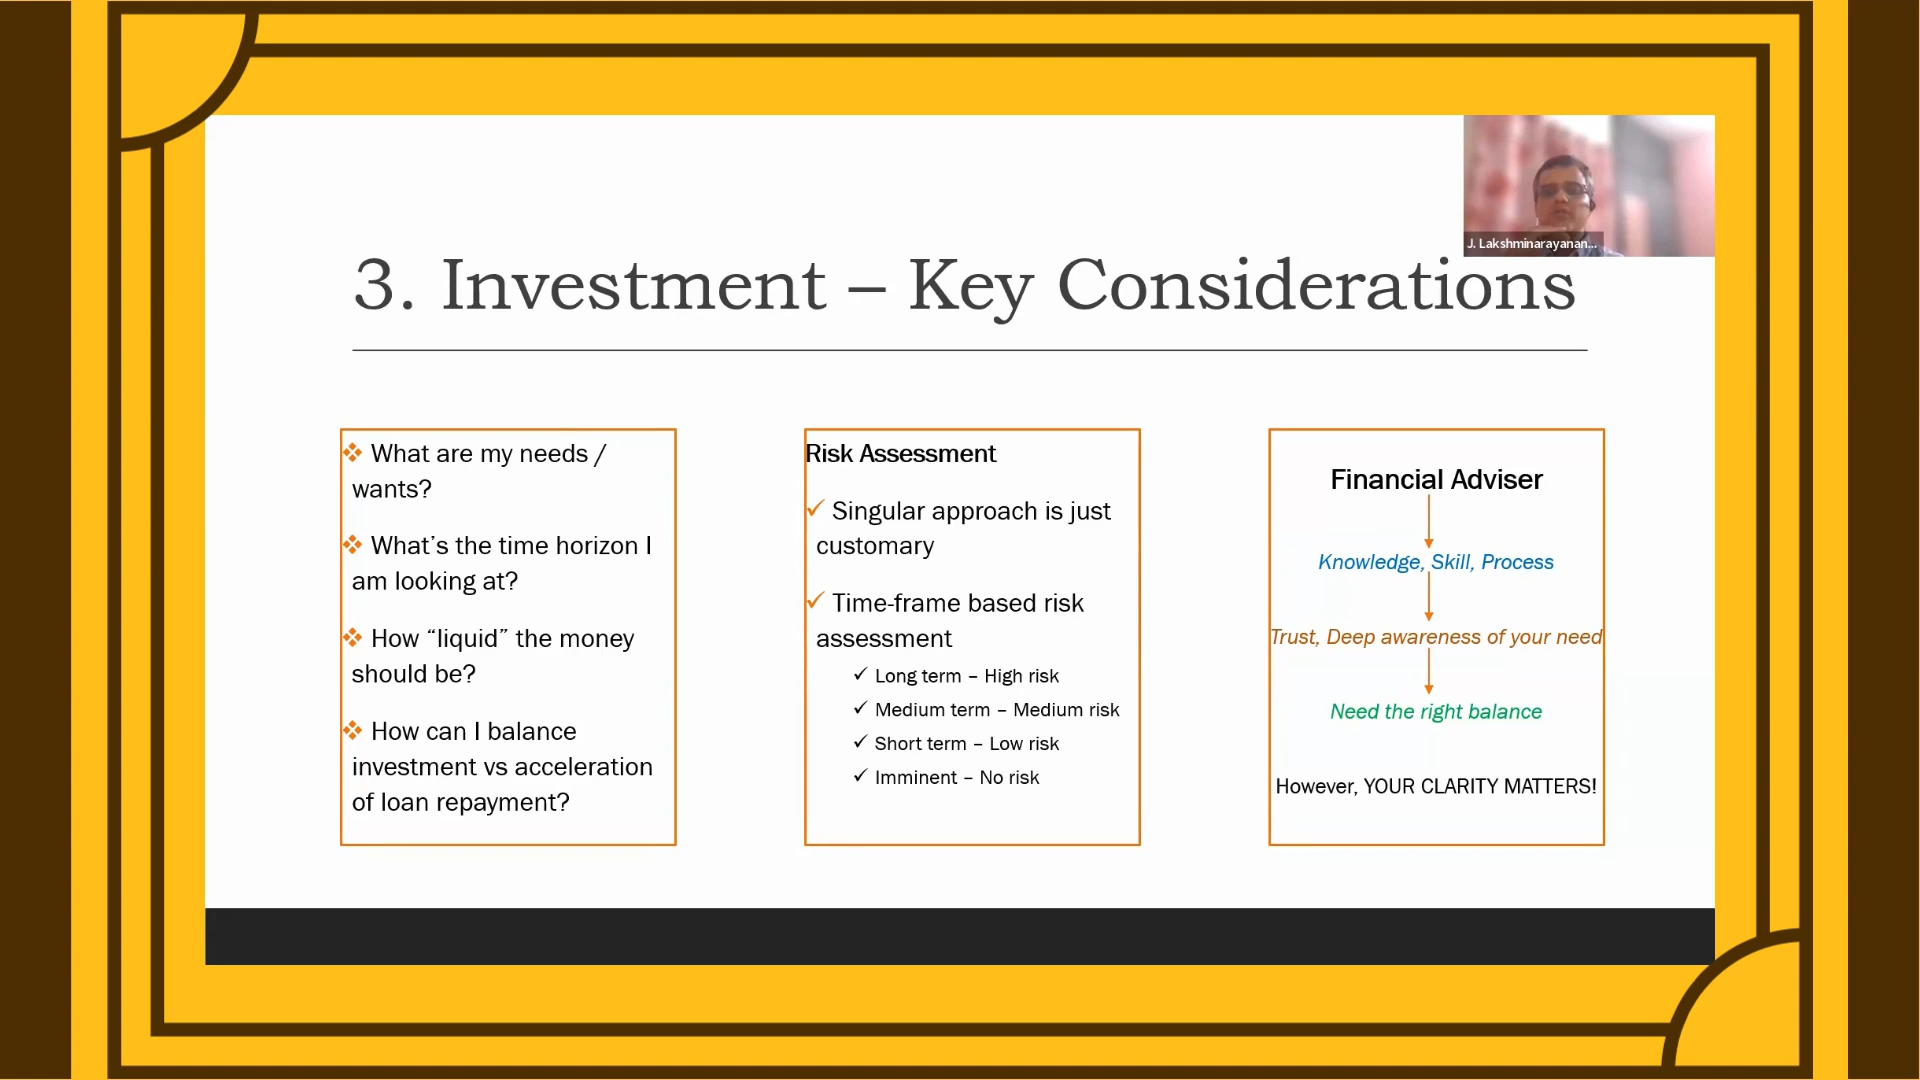 J. Lakshminarayanan...
3. Investment – Key Considerations
What are my needs /
wants?
What's the time horizon I
am looking at?
How “liquid” the money
should be?
How can I balance
investment vs acceleration
of loan repayment?
Risk Assessment
Singular approach is just
customary
Time-frame based risk
assessment
Long term – High risk
Medium term – Medium risk
Short term – Low risk
Imminent – No risk
Financial Adviser
Knowledge, Skill, Process
Trust, Deep awareness of your need
Need the right balance
However, YOUR CLARITY MATTERS!